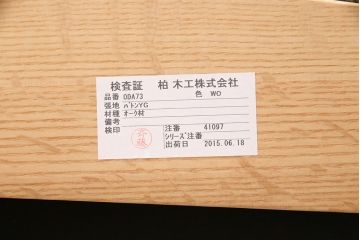 検査証 柏木工株式会社
品番 ODA73 色 WO
張地 ﾊﾞﾄﾝYG
材種 オーク材
備考
検印 注番 41097
シリーズ注番
出荷日 2015.06.18